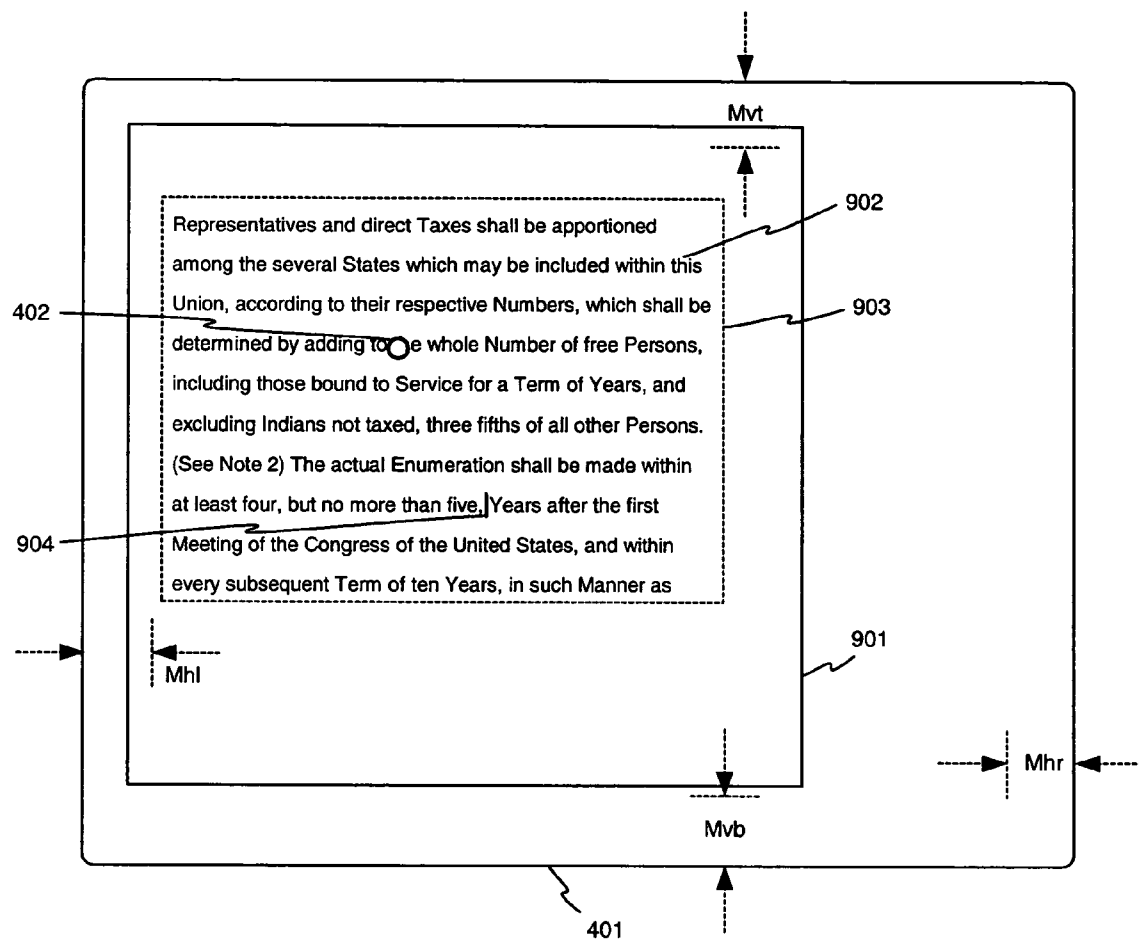 Mvt
902
Representatives and direct Taxes shall be apportioned
among the several States which may be included within this
Union, according to their respective Numbers, which shall be
903
402
determined by adding to e whole Number of free Persons,
including those bound to Service for a Term of Years, and
excluding Indians not taxed, three fifths of all other Persons.
(See Note 2) The actual Enumeration shall be made within
at least four, but no more than five, Years after the first
904
Meeting of the Congress of the United States, and within
every subsequent Term of ten Years, in such Manner as
901
Mhl
Mhr
Mvb
401